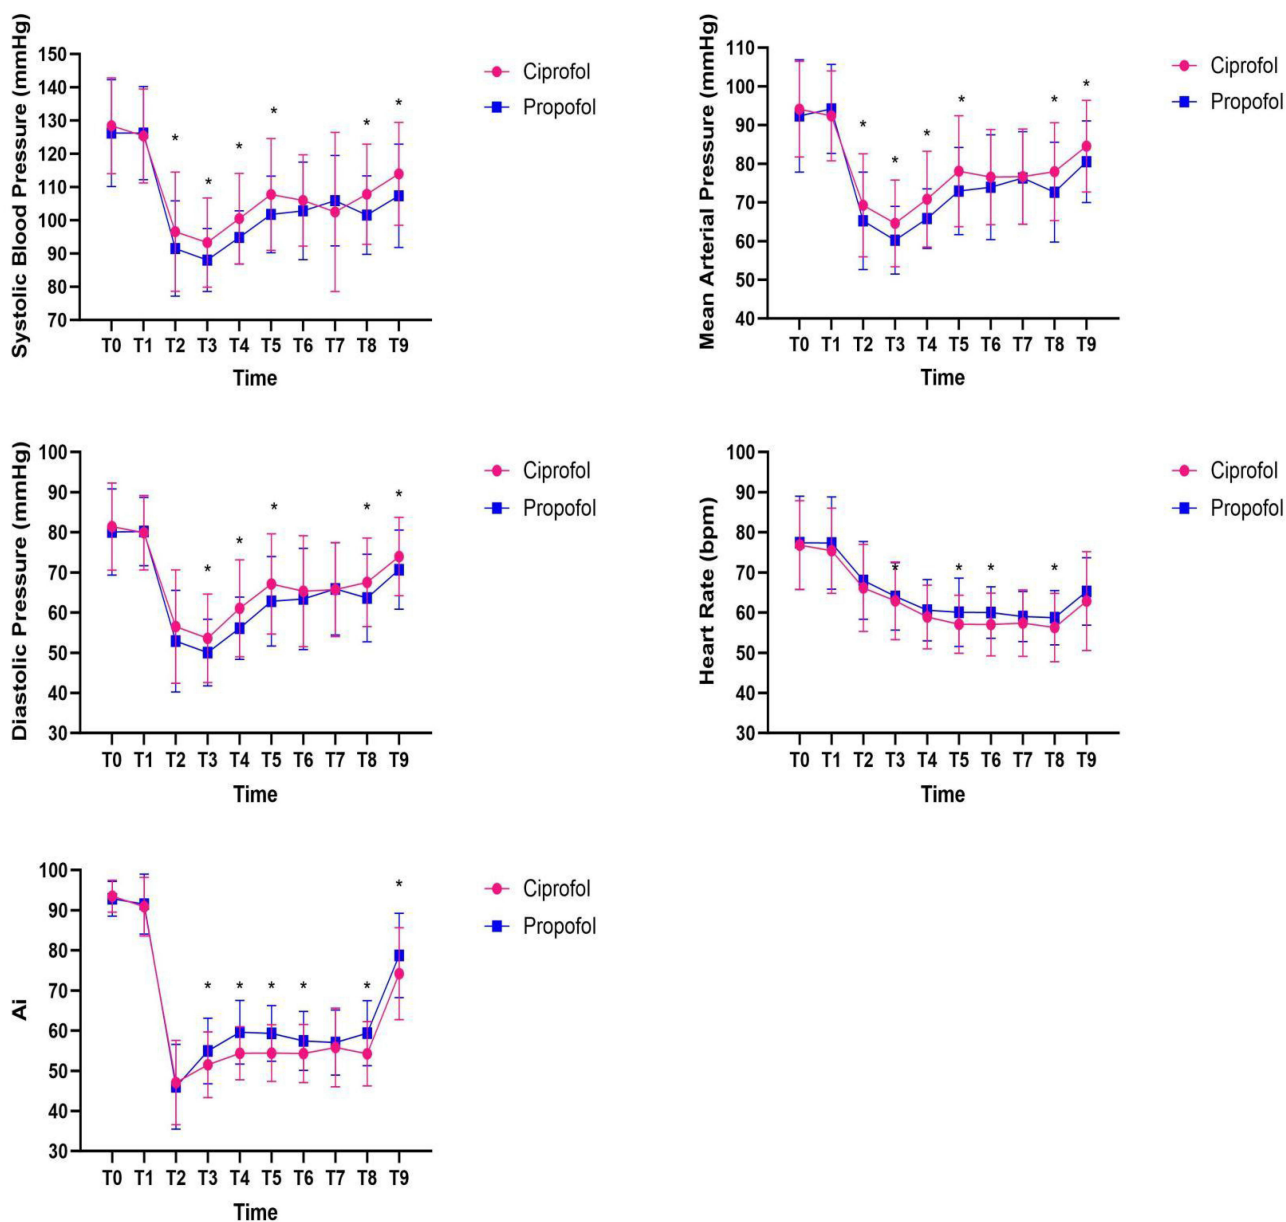 Systolic Blood Pressure (mmHg)
150
140
130
120
110
100
90
80
70
* * * * * *
T0 T1 T2 T3 T4 T5 T6 T7 T8 T9
Time
Ciprofol
Propofol
Mean Arterial Pressure (mmHg)
110
100
90
80
70
60
50
40
* * * * * *
T0 T1 T2 T3 T4 T5 T6 T7 T8 T9
Time
Ciprofol
Propofol
Diastolic Pressure (mmHg)
100
90
80
70
60
50
40
30
* * * * *
T0 T1 T2 T3 T4 T5 T6 T7 T8 T9
Time
Ciprofol
Propofol
Heart Rate (bpm)
100
90
80
70
60
50
40
30
* * * *
T0 T1 T2 T3 T4 T5 T6 T7 T8 T9
Time
Ciprofol
Propofol
Ai
100
90
80
70
60
50
40
30
* * * * * *
T0 T1 T2 T3 T4 T5 T6 T7 T8 T9
Time
Ciprofol
Propofol